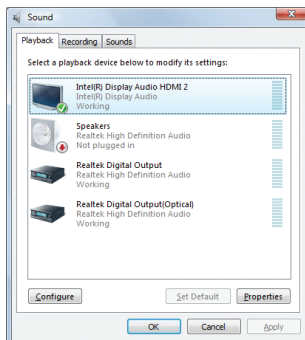 Sound
Playback Recording Sounds
Select a playback device below to modify its settings:
Intel(R) Display Audio HDMI 2
Intel(R) Display Audio
Working
Speakers
Realtek High Definition Audio
Not plugged in
Realtek Digital Output
Realtek High Definition Audio
Working
Realtek Digital Output(Optical)
Realtek High Definition Audio
Working
Configure Set Default Properties
OK Cancel Apply